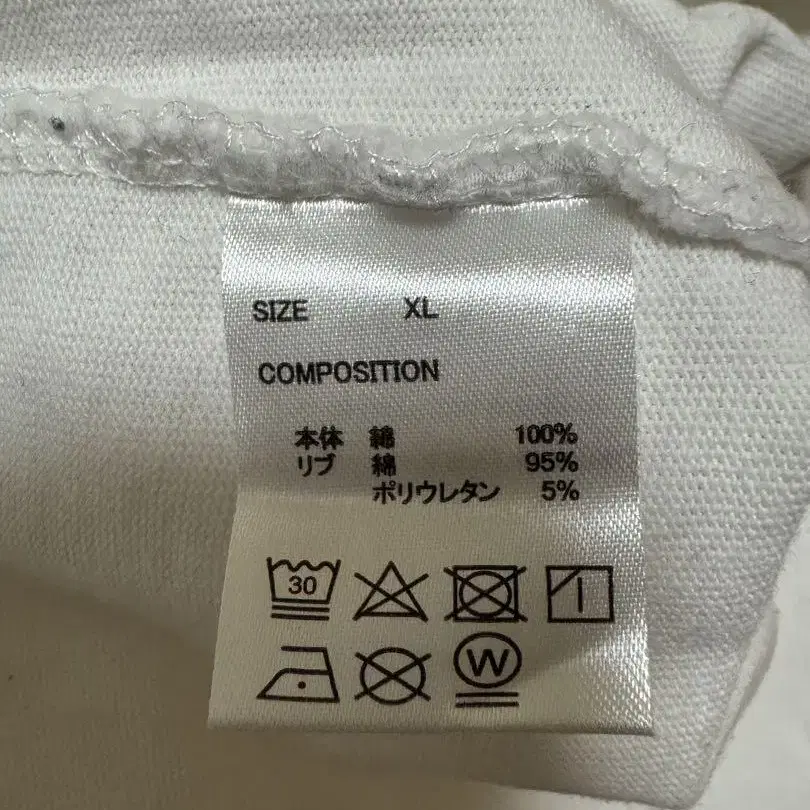 SIZE XL
COMPOSITION
本体 綿 100%
リブ 綿 95%
ポリウレタン 5%
30
W